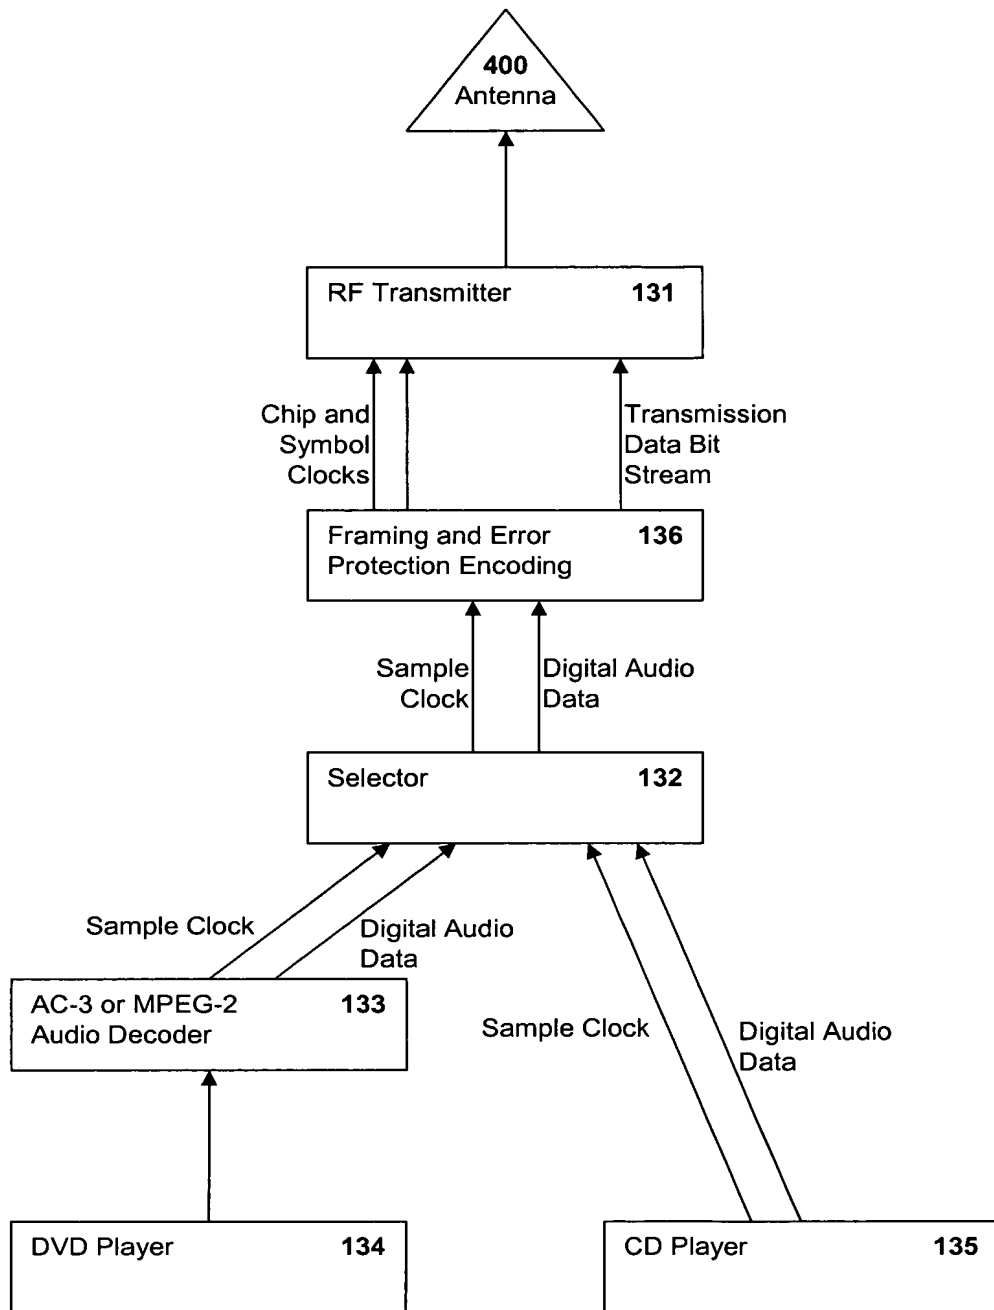 400
Antenna
RF Transmitter 131
Chip and
Symbol
Clocks
Transmission
Data Bit
Stream
Framing and Error 136
Protection Encoding
Sample
Clock
Digital Audio
Data
Selector 132
Sample Clock
Digital Audio
Data
AC-3 or MPEG-2 133
Audio Decoder
Sample Clock
Digital Audio
Data
DVD Player 134
CD Player 135